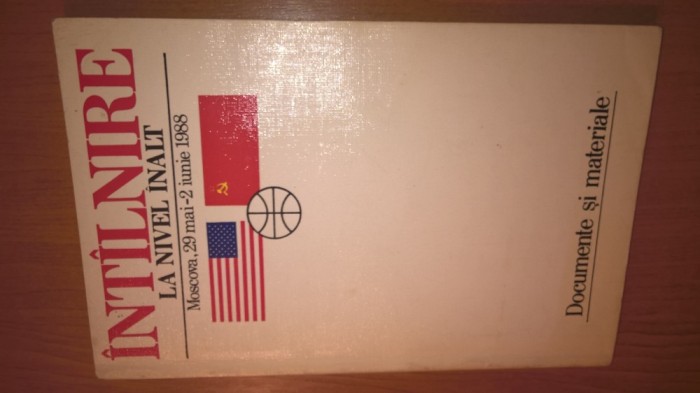 ÎNTÎLNIRE
LA NIVEL ÎNALT
Moscova, 29 mai-2 iunie 1988
Documente și materiale